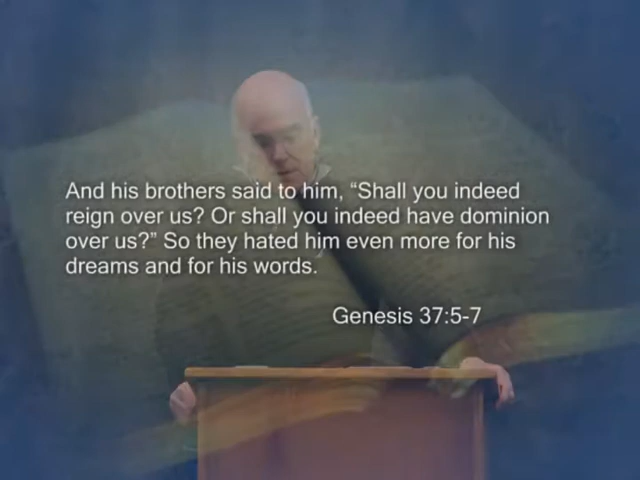 And his brothers said to him, “Shall you indeed
reign over us? Or shall you indeed have dominion
over us?” So they hated him even more for his
dreams and for his words.
Genesis 37:5-7